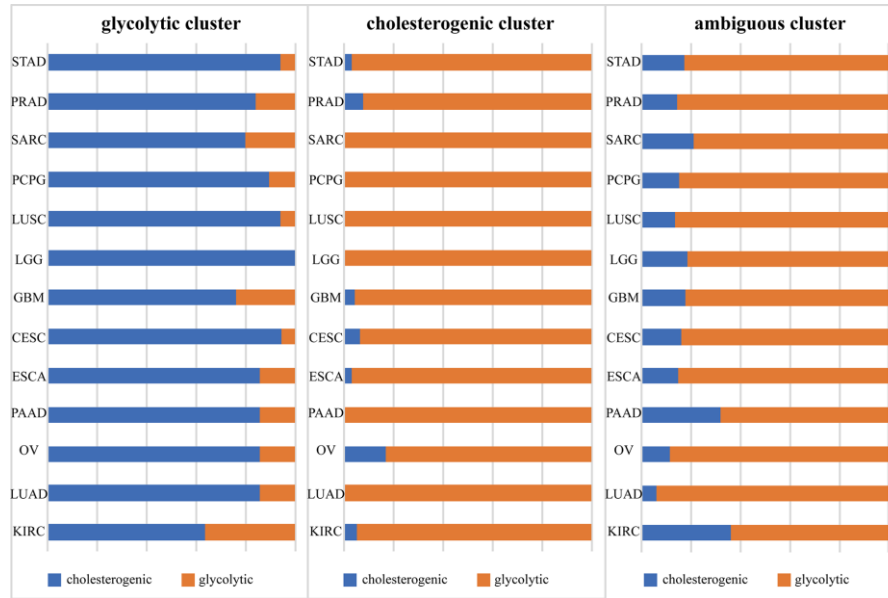 glycolytic cluster
STAD
PRAD
SARC
PCPG
LUSC
LGG
GBM
CESC
ESCA
PAAD
OV
LUAD
KIRC
cholesterogenic glycolytic
cholesterogenic cluster
STAD
PRAD
SARC
PCPG
LUSC
LGG
GBM
CESC
ESCA
PAAD
OV
LUAD
KIRC
cholesterogenic glycolytic
ambiguous cluster
STAD
PRAD
SARC
PCPG
LUSC
LGG
GBM
CESC
ESCA
PAAD
OV
LUAD
KIRC
cholesterogenic glycolytic